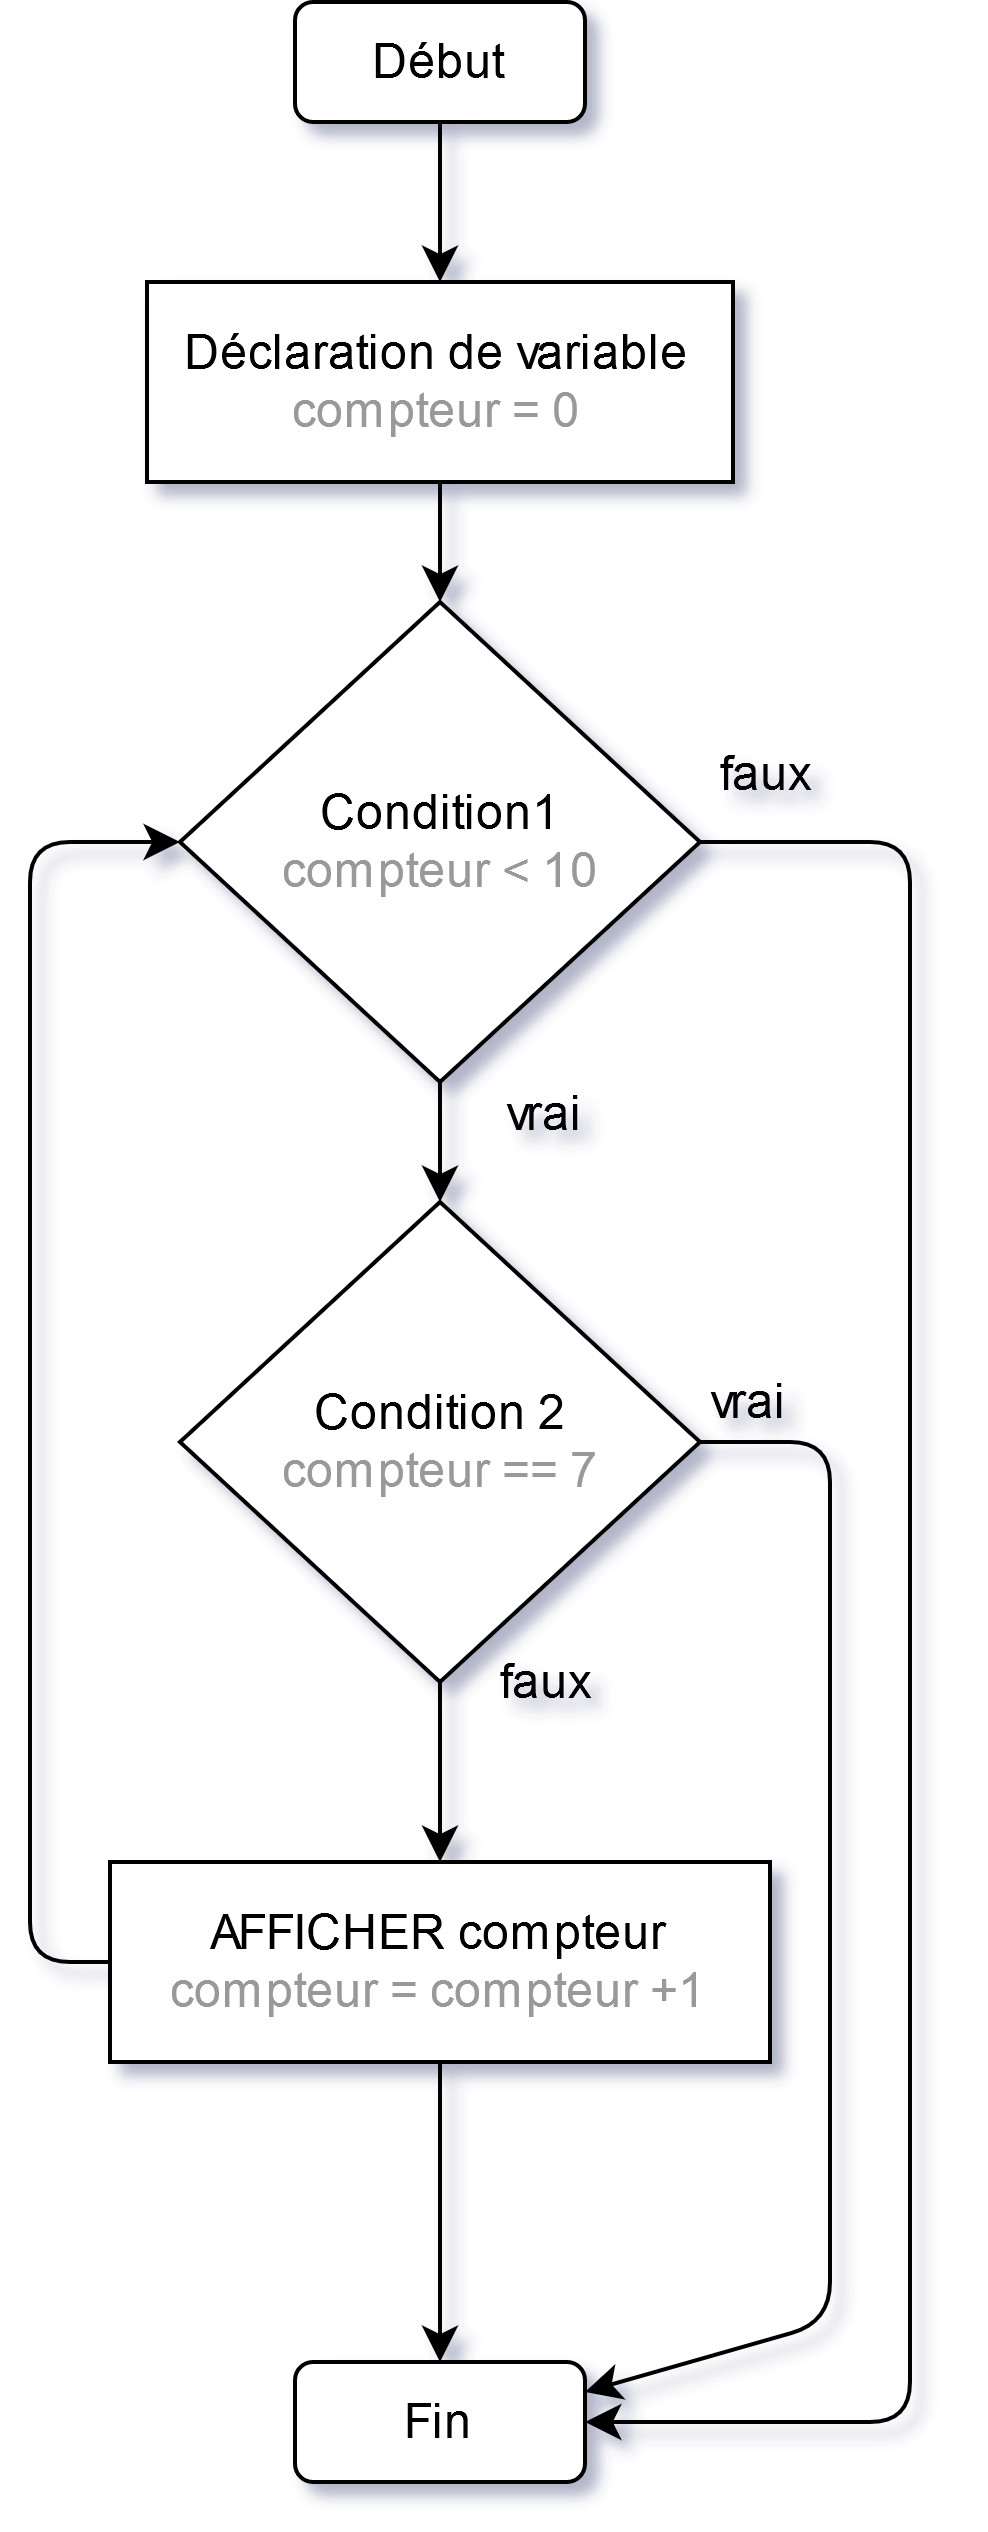 Début
Déclaration de variable
compteur = 0
faux
Condition1
compteur < 10
vrai
vrai
Condition 2
compteur == 7
faux
AFFICHER compteur
compteur = compteur +1
Fin